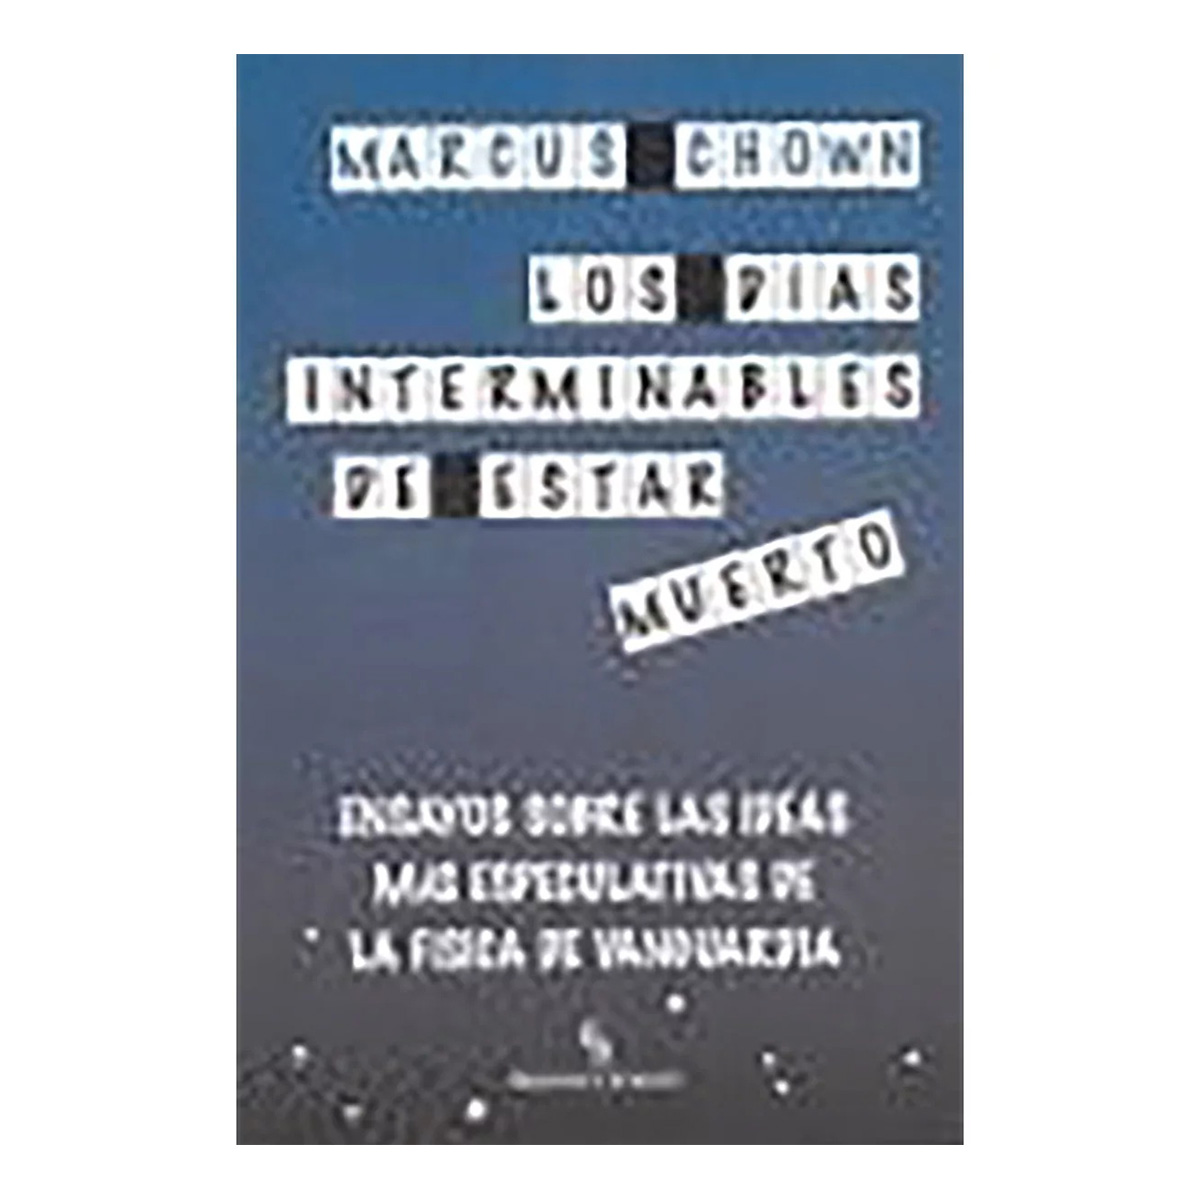 MARCUS CHOWN
LOS DIAS
INTERMINABLES
DE ESTAR
MUERTO
ENSAYOS SOBRE LAS IDEAS
MAS ESPECULATIVAS DE
LA FISICA DE VANGUARDIA